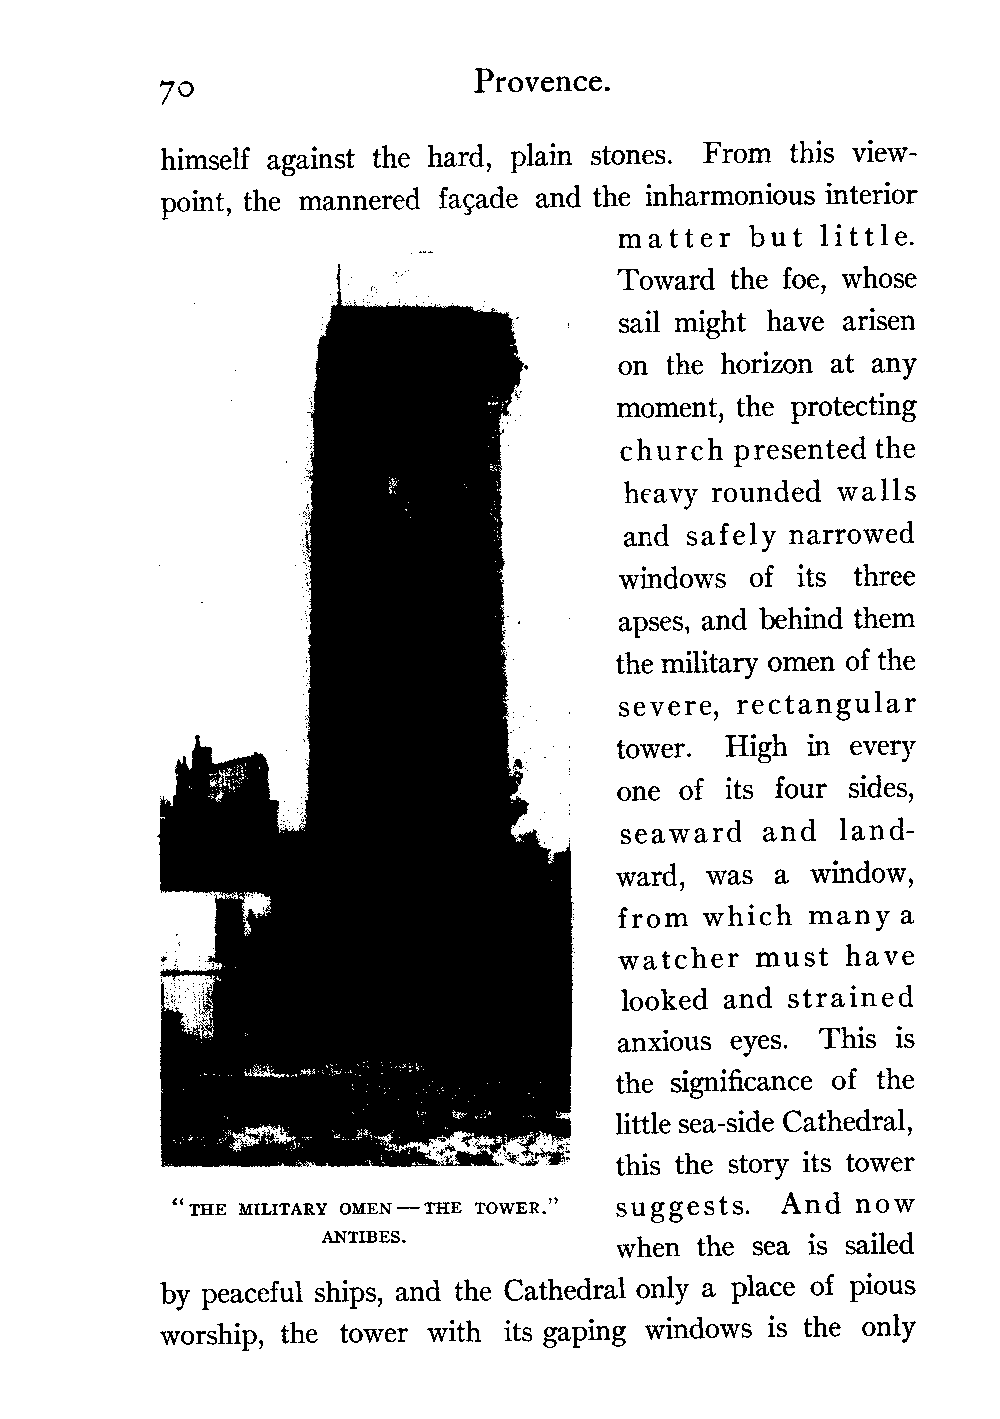 70
Provence.
himself against the hard, plain stones. From this view-
point, the mannered façade and the inharmonious interior
matter but little.
Toward the foe, whose
sail might have arisen
on the horizon at any
moment, the protecting
church presented the
heavy rounded walls
and safely narrowed
windows of its three
apses, and behind them
the military omen of the
severe, rectangular
tower. High in every
one of its four sides,
seaward and land-
ward, was a window,
from which many a
watcher must have
looked and strained
anxious eyes. This is
the significance of the
little sea-side Cathedral,
this the story its tower
suggests. And now
when the sea is sailed
"THE MILITARY OMEN—THE TOWER."
ANTIBES.
by peaceful ships, and the Cathedral only a place of pious
worship, the tower with its gaping windows is the only